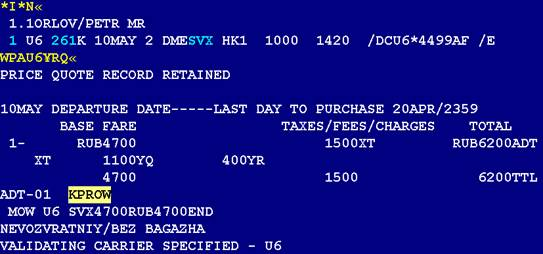 *I*N«
1.1ORLOV/PETR MR
1 U6 261K 10MAY 2 DMESVX HK1 1000 1420 /DCU6*4499AF /E
WPAU6¥RQ«
PRICE QUOTE RECORD RETAINED
10MAY DEPARTURE DATE-----LAST DAY TO PURCHASE 20APR/2359
BASE FARE TAXES/FEES/CHARGES TOTAL
1- RUB4700 1500XT RUB6200ADT
XT 1100YQ 400YR
4700 1500 6200TTL
ADT-01 KPROW
MOW U6 SVX4700RUB4700END
NEVOZVRATNIY/BEZ BAGAZHA
VALIDATING CARRIER SPECIFIED - U6